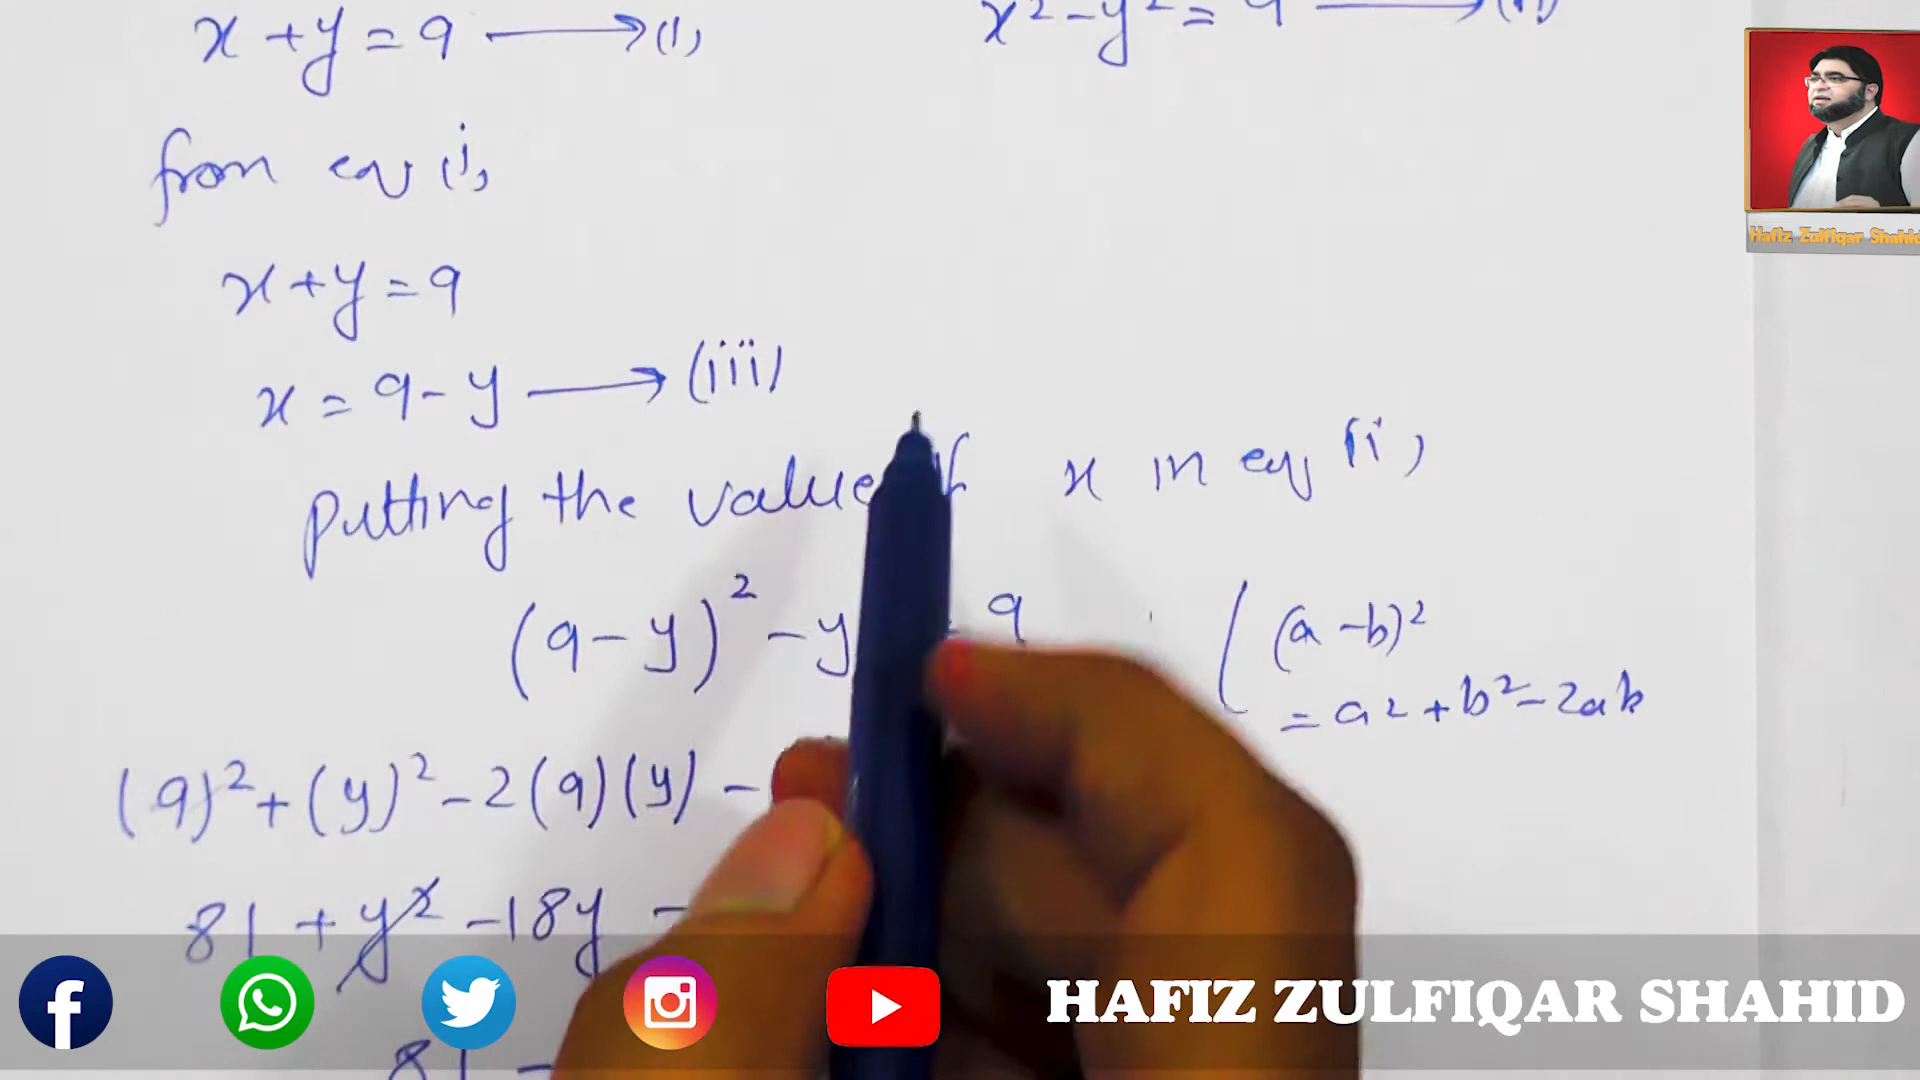 x + y = 9 ⟶ (i)
x² - y² = 9 ⟶ (ii)
from eq (i)
x + y = 9
x = 9 - y ⟶ (iii)
putting the value of x in eq (ii)
(9 - y)² - y = 9
(a - b)²
= a² + b² - 2ab
(9)² + (y)² - 2(9)(y) -
81 + y² - 18y -
81 -
Hafiz Zulfiqar Shahid
HAFIZ ZULFIQAR SHAHID